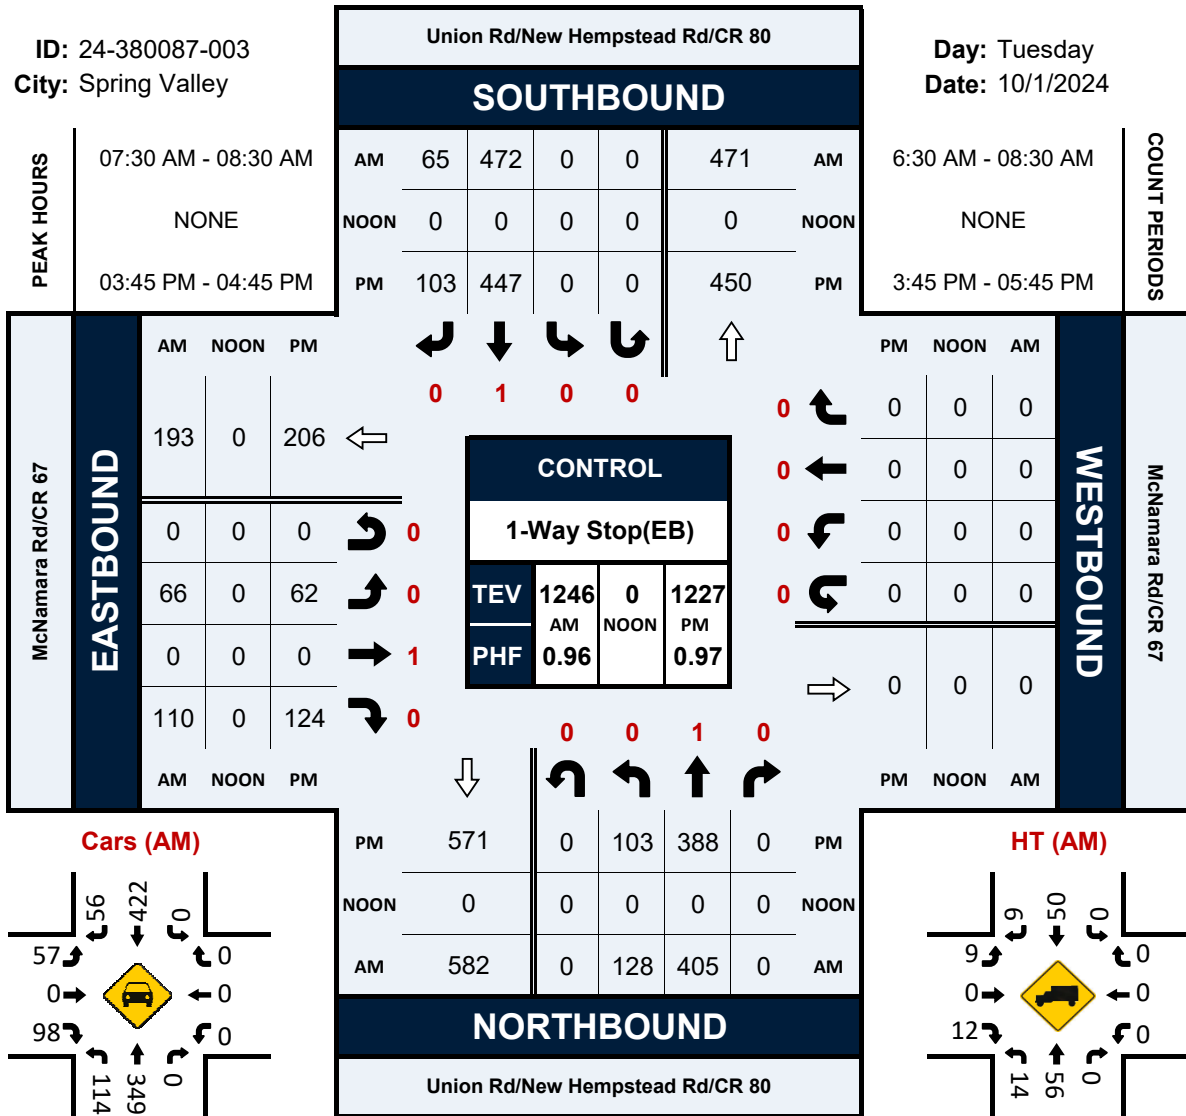 ID: 24-380087-003
City: Spring Valley
Union Rd/New Hempstead Rd/CR 80
SOUTHBOUND
Day: Tuesday
Date: 10/1/2024
PEAK HOURS
07:30 AM - 08:30 AM
NONE
03:45 PM - 04:45 PM
AM 65 472 0 0 471 AM
NOON 0 0 0 0 0 NOON
PM 103 447 0 0 450 PM
6:30 AM - 08:30 AM
NONE
3:45 PM - 05:45 PM
COUNT PERIODS
0 1 0 0
McNamara Rd/CR 67
EASTBOUND
AM NOON PM
193 0 206
0 0 0 0
66 0 62 0
0 0 0 1
110 0 124 0
AM NOON PM
CONTROL
1-Way Stop(EB)
TEV 1246 0 1227
AM NOON PM
PHF 0.96 0.97
PM NOON AM
0 0 0 0
0 0 0 0
0 0 0 0
0 0 0 0
0 0 0
PM NOON AM
WESTBOUND
McNamara Rd/CR 67
0 0 1 0
PM 571 0 103 388 0 PM
NOON 0 0 0 0 0 NOON
AM 582 0 128 405 0 AM
NORTHBOUND
Union Rd/New Hempstead Rd/CR 80
Cars (AM)
56 422 0
57 0
0 0
98 0
114 349 0
HT (AM)
9 50 0
9 0
0 0
12 0
14 56 0